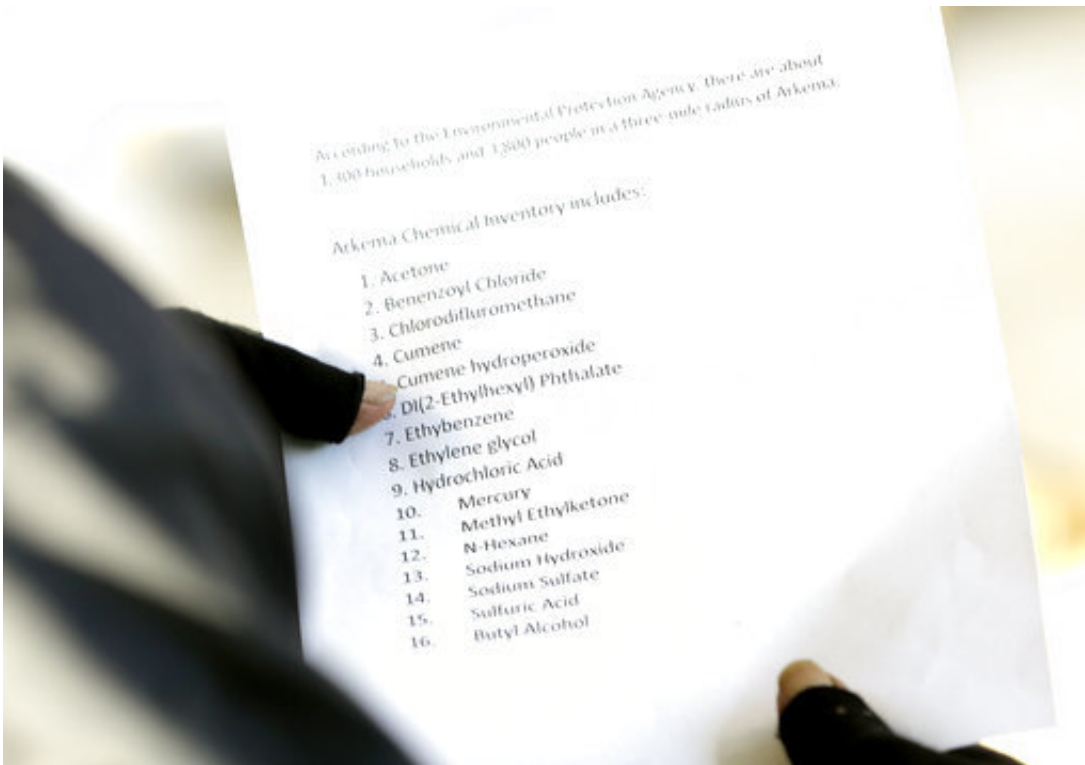 According to the Environmental Protection Agency, there are about
1,300 households and 3,800 people in a three mile radius of Arkema.
Arkema Chemical Inventory includes:
1. Acetone
2. Benenzoyl Chloride
3. Chlorodifluromethane
4. Cumene
Cumene hydroperoxide
6. DI(2-Ethylhexyl) Phthalate
7. Ethybenzene
8. Ethylene glycol
9. Hydrochloric Acid
10. Mercury
11. Methyl Ethylketone
12. N-Hexane
13. Sodium Hydroxide
14. Sodium Sulfate
15. Sulfuric Acid
16. Butyl Alcohol